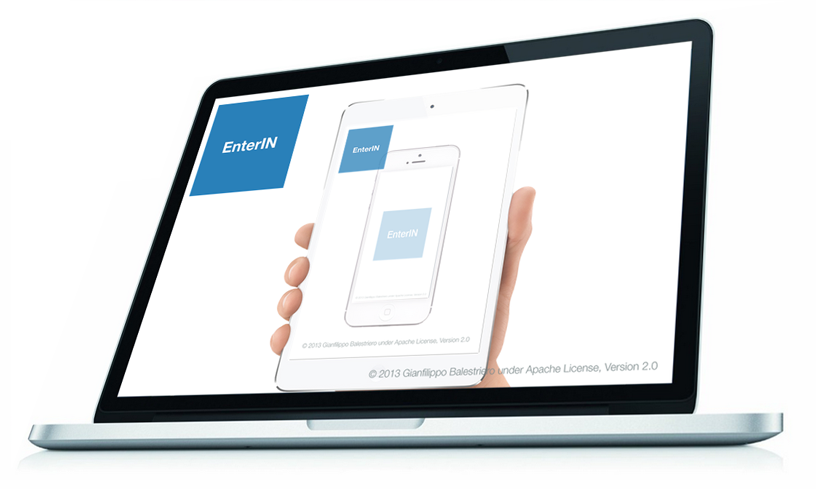 EnterIN
EnterIN
EnterIN
© 2013 Gianfilippo Balestriero under Apache License, Version 2.0
© 2013 Gianfilippo Balestriero under Apache License, Version 2.0